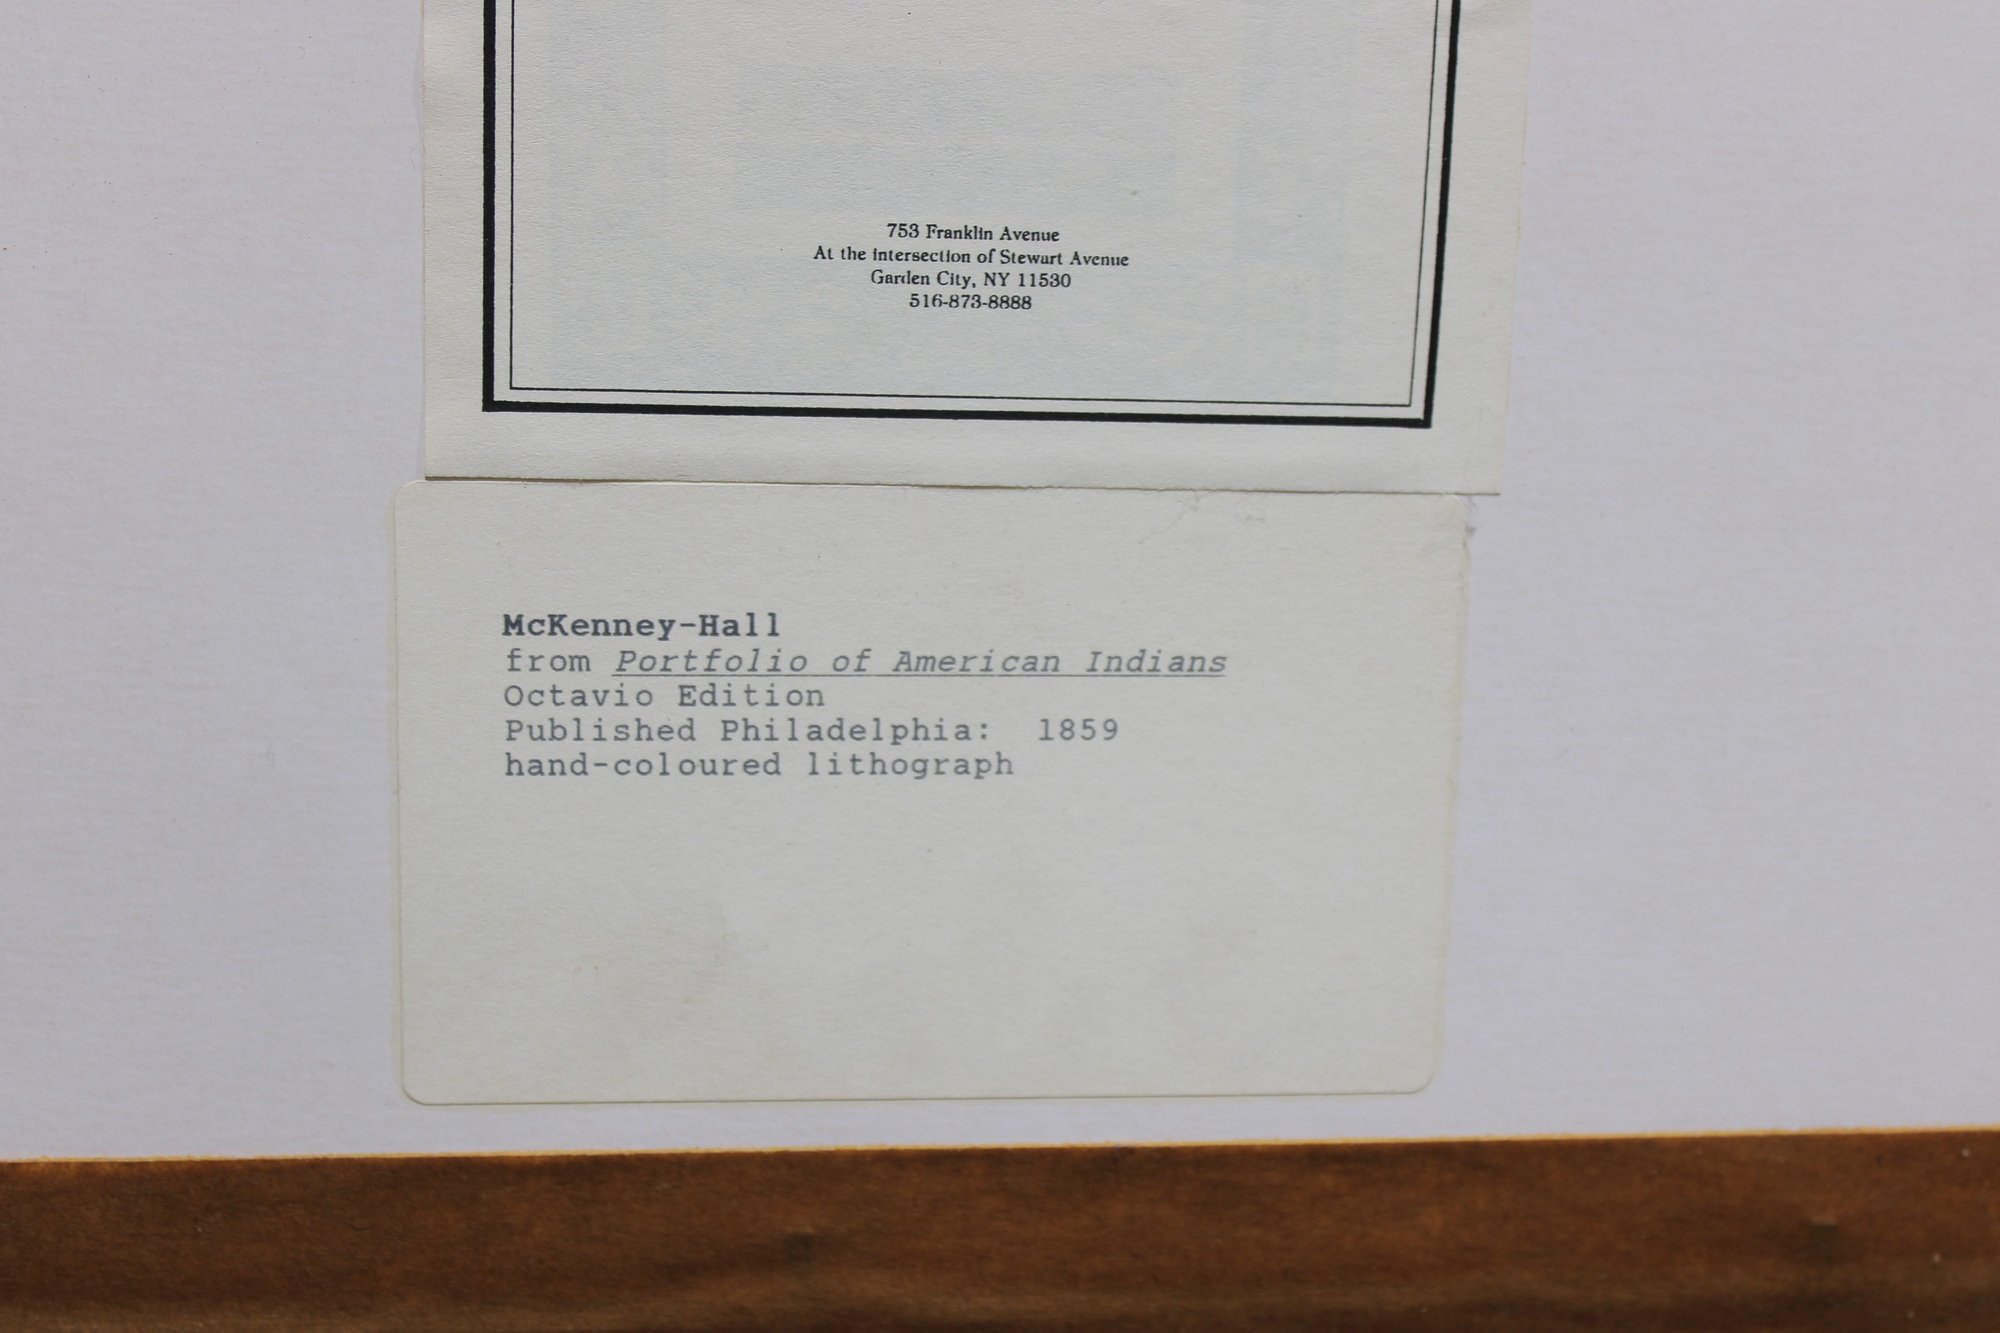 753 Franklin Avenue
At the intersection of Stewart Avenue
Garden City, NY 11530
516-873-8888
McKenney-Hall
from Portfolio of American Indians
Octavio Edition
Published Philadelphia: 1859
hand-coloured lithograph